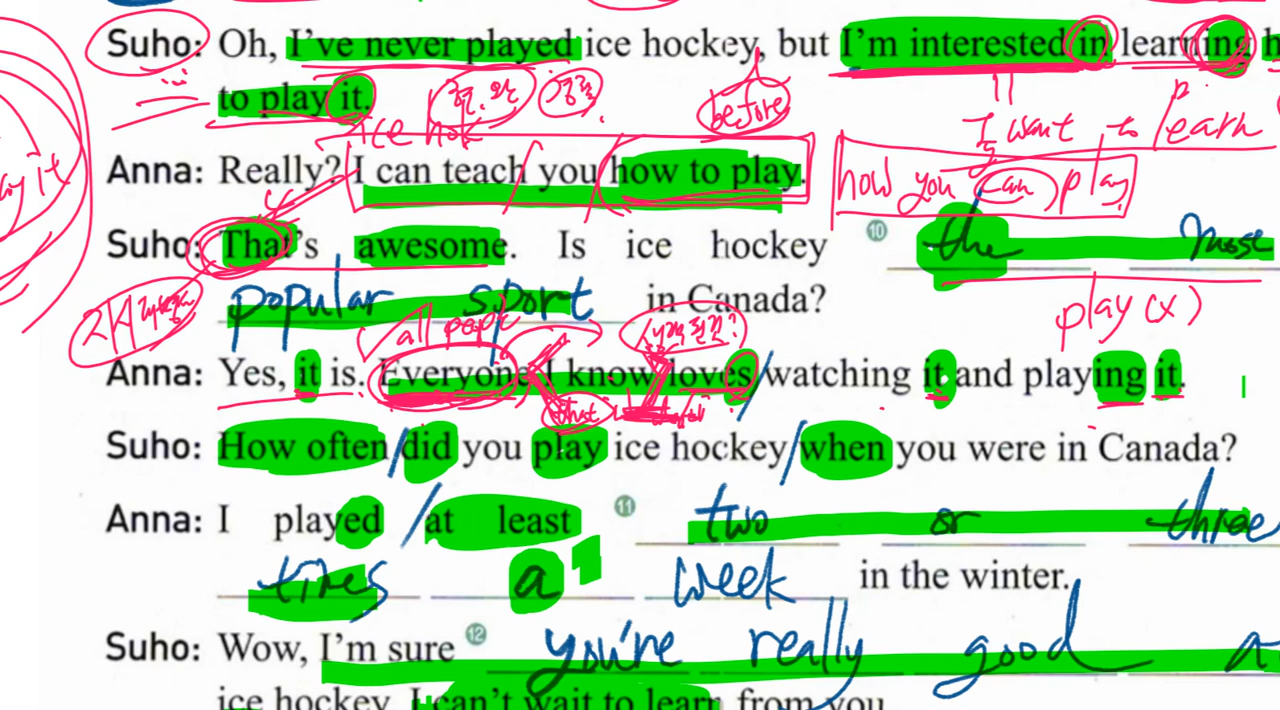 Suho: Oh, I've never played ice hockey, but I'm interested in learning h
to play it. 현.완 경험 before
ice hok I want to learn
Anna: Really? I can teach you how to play. how you can play
Suho: That's awesome. Is ice hockey 10 the most
popular sport in Canada? play (x)
all people
Anna: Yes, it is. Everyone I know loves watching it and playing it.
that
Suho: How often did you play ice hockey when you were in Canada?
Anna: I played at least 11 two or three
times a week in the winter.
Suho: Wow, I'm sure 12 you're really good a
ice hockey. I can't wait to learn from you.